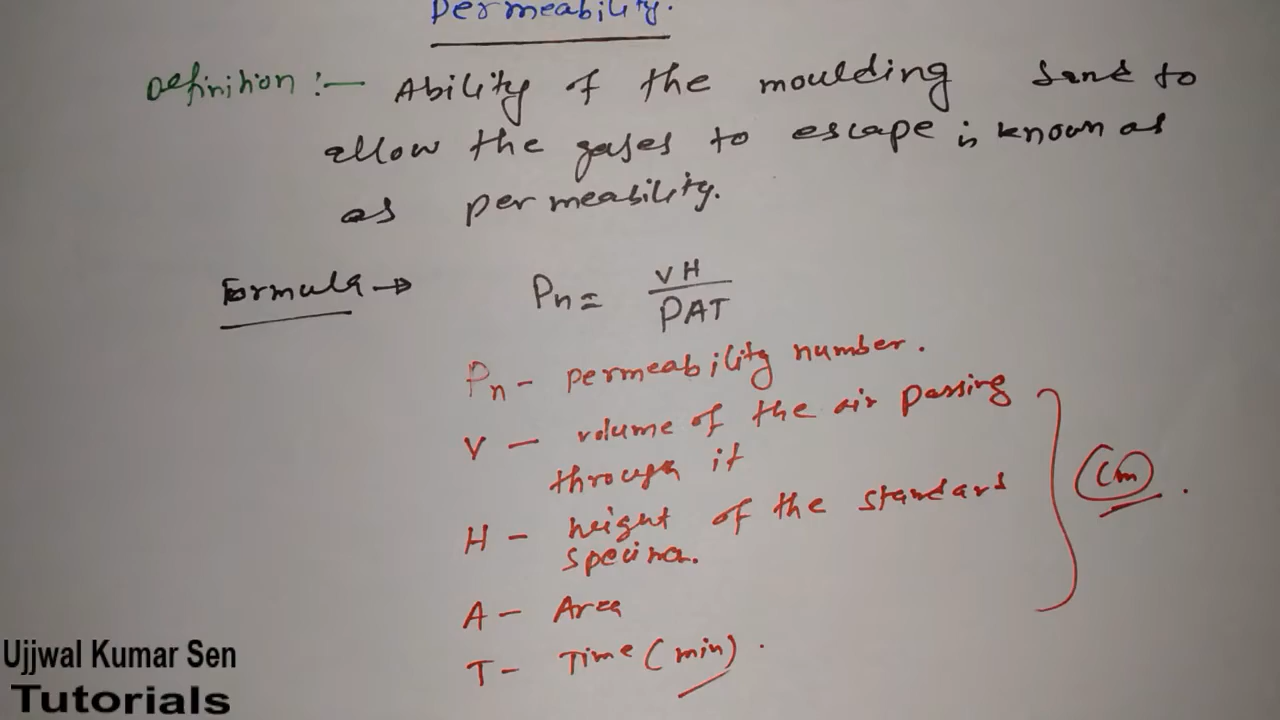 Permeability.
Definition :- Ability of the moulding sand to
allow the gases to escape is known as
as permeability.
Formula → Pn = VH / PAT
Pn - permeability number.
V - volume of the air passing
through it
H - height of the standard
specimen.
(cm).
A - Area
T - Time (min).
Ujjwal Kumar Sen
Tutorials